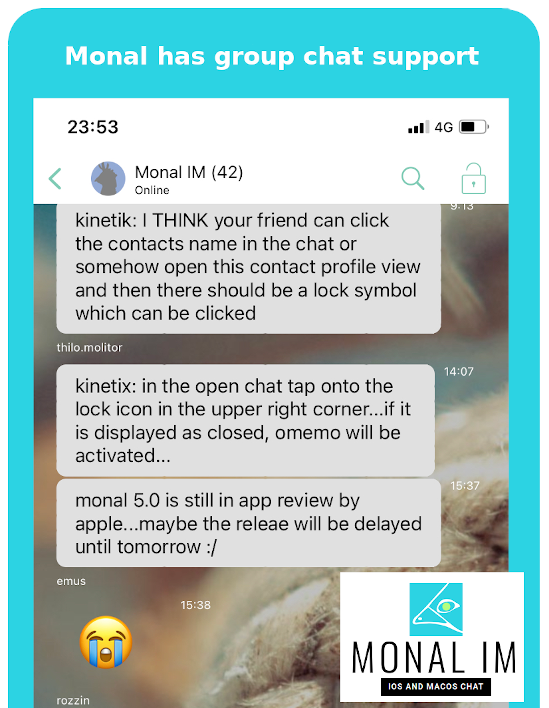 Monal has group chat support
23:53
4G
Monal IM (42)
Online
9:13
kinetik: I THINK your friend can click
the contacts name in the chat or
somehow open this contact profile view
and then there should be a lock symbol
which can be clicked
thilo.molitor
14:07
kinetix: in the open chat tap onto the
lock icon in the upper right corner...if it
is displayed as closed, omemo will be
activated...
15:37
monal 5.0 is still in app review by
apple...maybe the releae will be delayed
until tomorrow :/
emus
15:38
😭
MONAL IM
IOS AND MACOS CHAT
rozzin